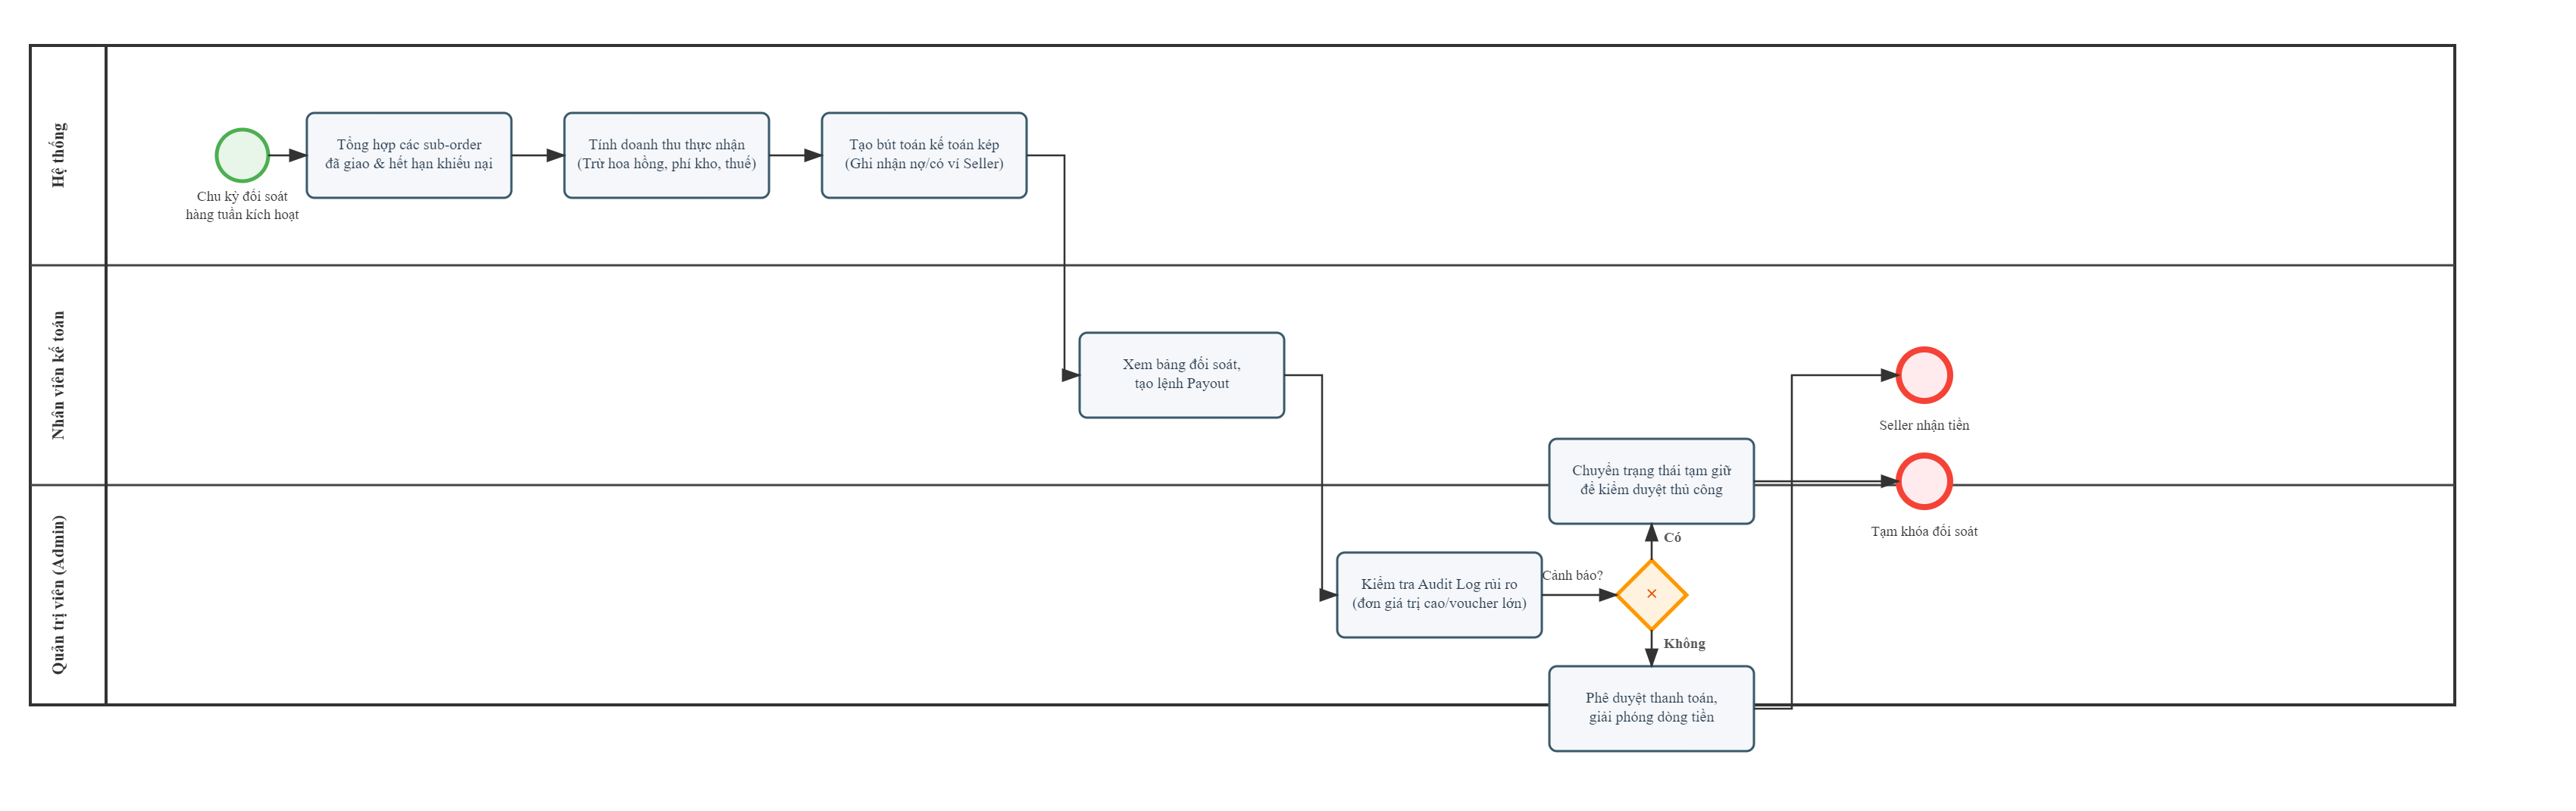 Hệ thống
Chu kỳ đối soát
hàng tuần kích hoạt
Tổng hợp các sub-order
đã giao & hết hạn khiếu nại
Tính doanh thu thực nhận
(Trừ hoa hồng, phí kho, thuế)
Tạo bút toán kế toán kép
(Ghi nhận nợ/có ví Seller)
Nhân viên kế toán
Xem bảng đối soát,
tạo lệnh Payout
Chuyển trạng thái tạm giữ
để kiểm duyệt thủ công
Seller nhận tiền
Tạm khóa đối soát
Quản trị viên (Admin)
Kiểm tra Audit Log rủi ro
(đơn giá trị cao/voucher lớn)
Cảnh báo?
Có
×
Không
Phê duyệt thanh toán,
giải phóng dòng tiền